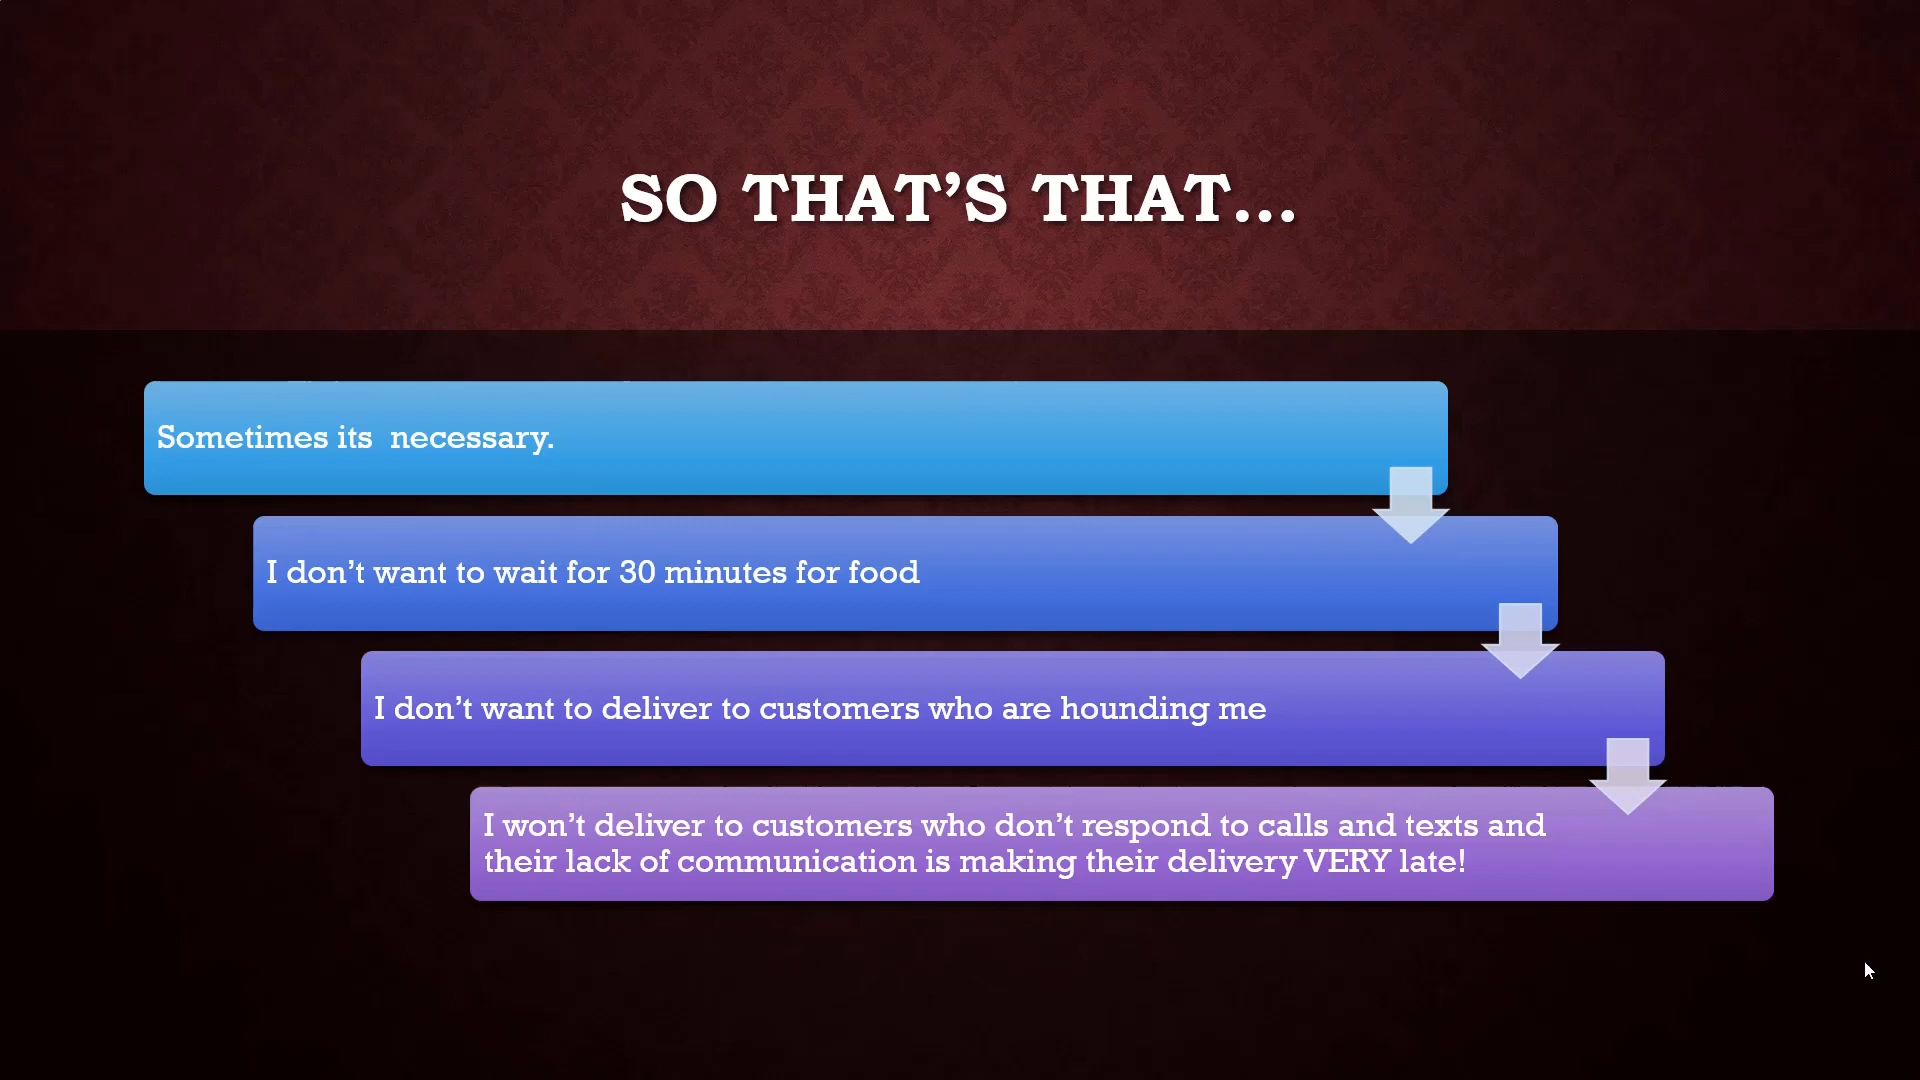 SO THAT’S THAT…
Sometimes its  necessary.
I don’t want to wait for 30 minutes for food
I don’t want to deliver to customers who are hounding me
I won’t deliver to customers who don’t respond to calls and texts and
their lack of communication is making their delivery VERY late!